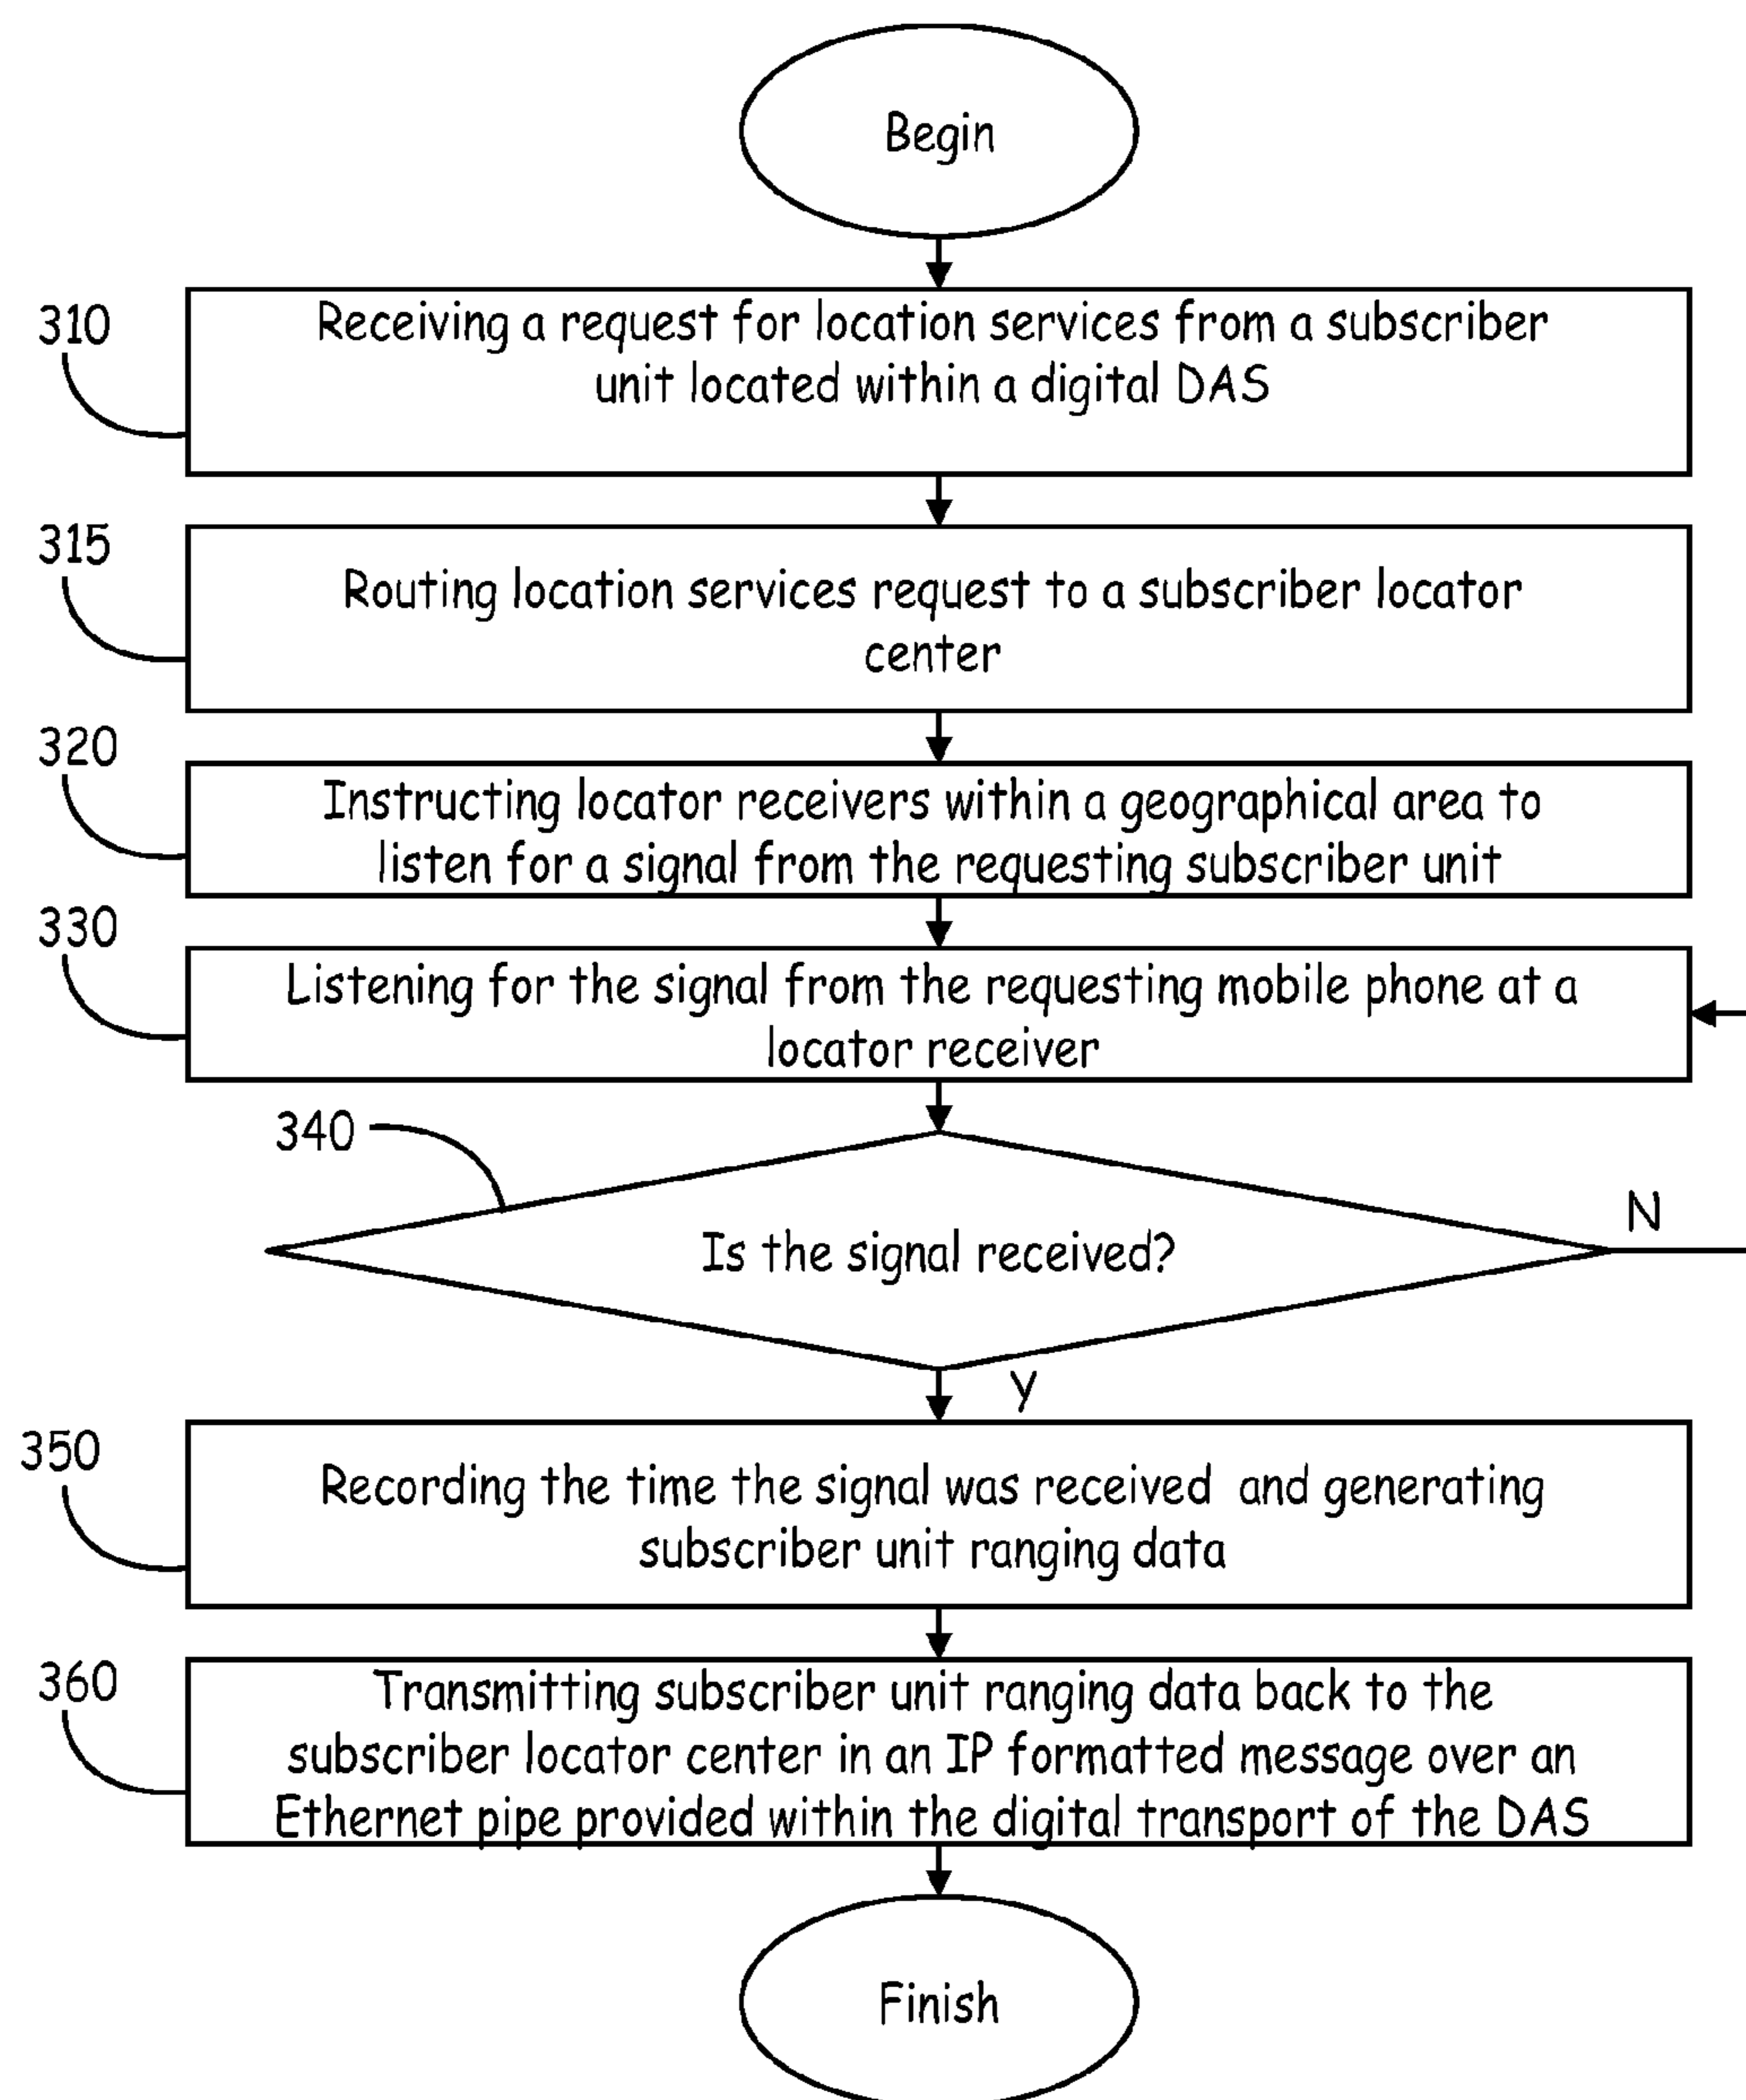 Begin
310
Receiving a request for location services from a subscriber
unit located within a digital DAS
315
Routing location services request to a subscriber locator
center
320
Instructing locator receivers within a geographical area to
listen for a signal from the requesting subscriber unit
330
Listening for the signal from the requesting mobile phone at a
locator receiver
340
Is the signal received?
N
Y
350
Recording the time the signal was received and generating
subscriber unit ranging data
360
Transmitting subscriber unit ranging data back to the
subscriber locator center in an IP formatted message over an
Ethernet pipe provided within the digital transport of the DAS
Finish